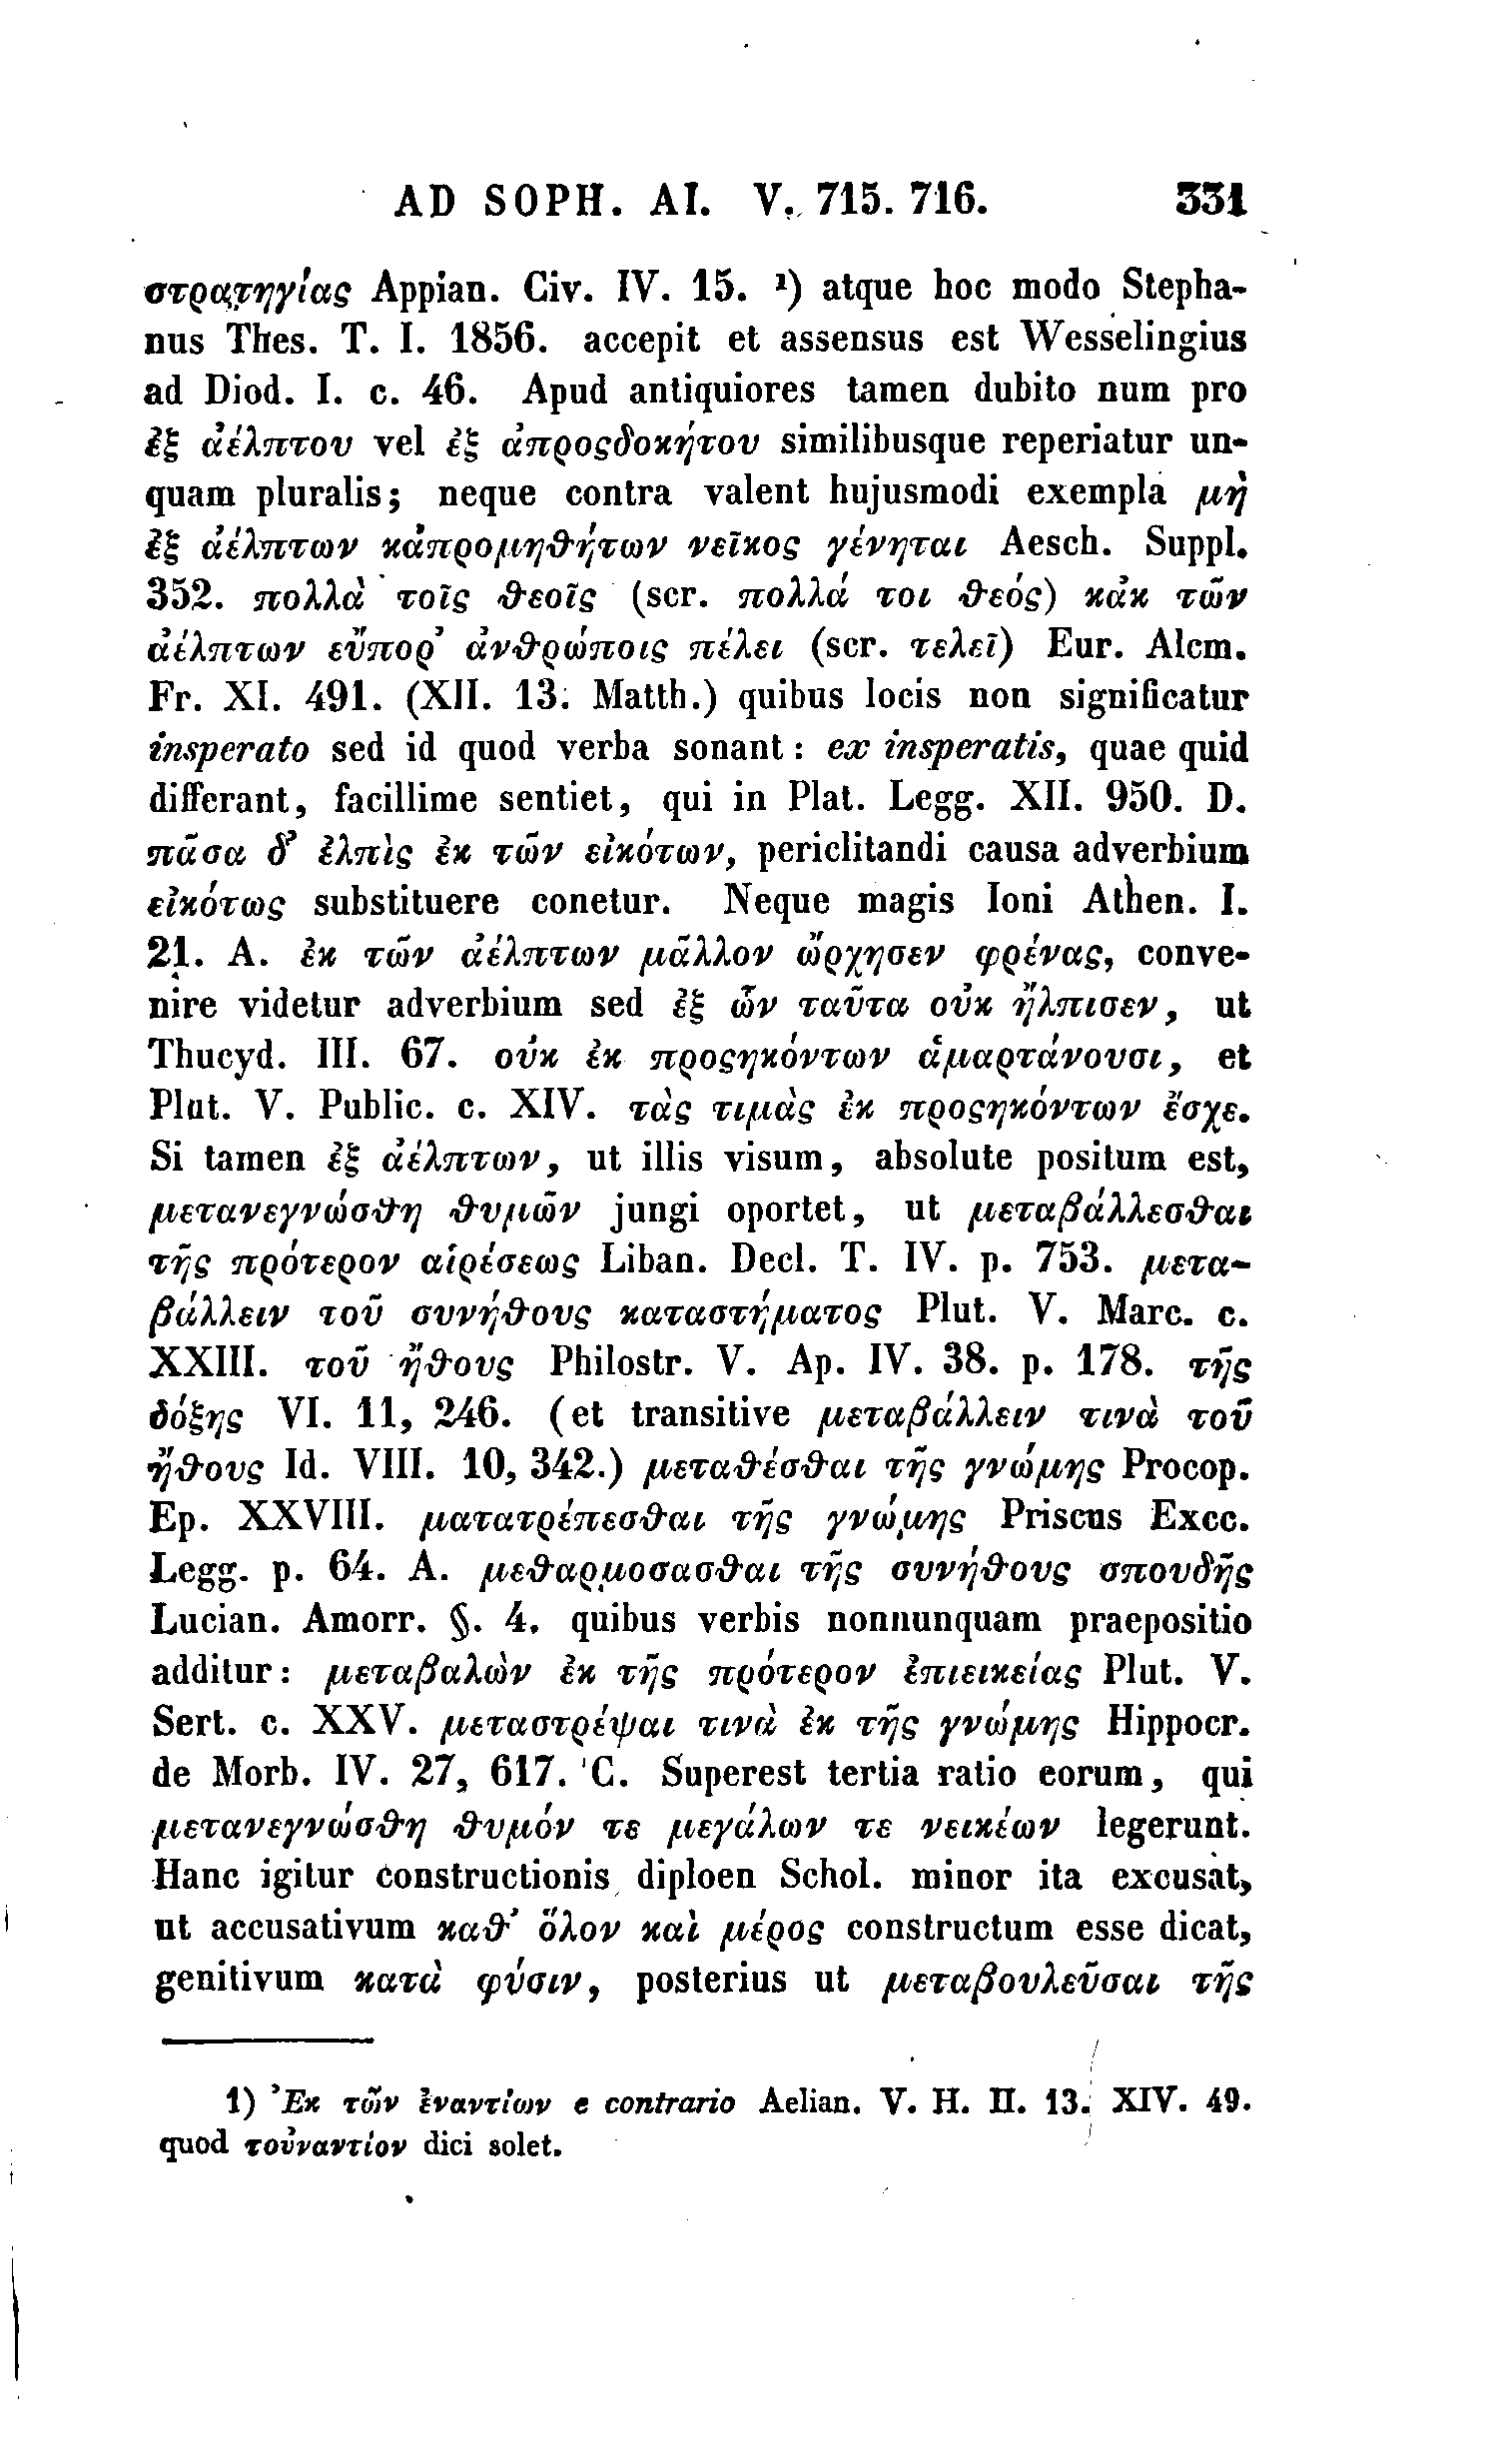 AD SOPH. AI. V. 715. 716. 331
στρατηγίας Appian. Civ. IV. 15. ¹) atque hoc modo Stepha-
nus Thes. T. I. 1856. accepit et assensus est Wesselingius
ad Diod. I. c. 46. Apud antiquiores tamen dubito num pro
ἐξ ἀέλπτου vel ἐξ ἀπροςδοκήτου similibusque reperiatur un-
quam pluralis; neque contra valent hujusmodi exempla μὴ
ἐξ ἀέλπτων κἀπρομηθήτων νεῖκος γένηται Aesch. Suppl.
352. πολλὰ τοῖς θεοῖς (scr. πολλά τοι θεός) κἀκ τῶν
ἀέλπτων εὔπορ᾽ ἀνθρώποις πέλει (scr. τελεῖ) Eur. Alcm.
Fr. XI. 491. (XII. 13. Matth.) quibus locis non significatur
insperato sed id quod verba sonant: ex insperatis, quae quid
differant, facillime sentiet, qui in Plat. Legg. XII. 950. D.
πᾶσα δ᾽ ἐλπὶς ἐκ τῶν εἰκότων, periclitandi causa adverbium
εἰκότως substituere conetur. Neque magis Ioni Athen. I.
21. A. ἐκ τῶν ἀέλπτων μᾶλλον ὤρχησεν φρένας, conve-
nire videtur adverbium sed ἐξ ὧν ταῦτα οὐκ ἤλπισεν, ut
Thucyd. III. 67. οὐκ ἐκ προςηκόντων ἁμαρτάνουσι, et
Plut. V. Public. c. XIV. τὰς τιμὰς ἐκ προςηκόντων ἔσχε.
Si tamen ἐξ ἀέλπτων, ut illis visum, absolute positum est,
μετανεγνώσθη θυμῶν jungi oportet, ut μεταβάλλεσθαι
τῆς πρότερον αἱρέσεως Liban. Decl. T. IV. p. 753. μετα-
βάλλειν τοῦ συνήθους καταστήματος Plut. V. Marc. c.
XXIII. τοῦ ἤθους Philostr. V. Ap. IV. 38. p. 178. τῆς
δόξης VI. 11, 246. (et transitive μεταβάλλειν τινὰ τοῦ
ἤθους Id. VIII. 10, 342.) μεταθέσθαι τῆς γνώμης Procop.
Ep. XXVIII. ματατρέπεσθαι τῆς γνώμης Priscus Excc.
Legg. p. 64. A. μεθαρμοσασθαι τῆς συνήθους σπουδῆς
Lucian. Amorr. §. 4. quibus verbis nonnunquam praepositio
additur: μεταβαλὼν ἐκ τῆς πρότερον ἐπιεικείας Plut. V.
Sert. c. XXV. μεταστρέψαι τινὰ ἐκ τῆς γνώμης Hippocr.
de Morb. IV. 27, 617. C. Superest tertia ratio eorum, qui
μετανεγνώσθη θυμόν τε μεγάλων τε νεικέων legerunt.
Hanc igitur constructionis diploen Schol. minor ita excusat,
ut accusativum καθ᾽ ὅλον καὶ μέρος constructum esse dicat,
genitivum κατὰ φύσιν, posterius ut μεταβουλεῦσαι τῆς
1) Ἐκ τῶν ἐναντίων e contrario Aelian. V. H. II. 13. XIV. 49.
quod τοὐναντίον dici solet.